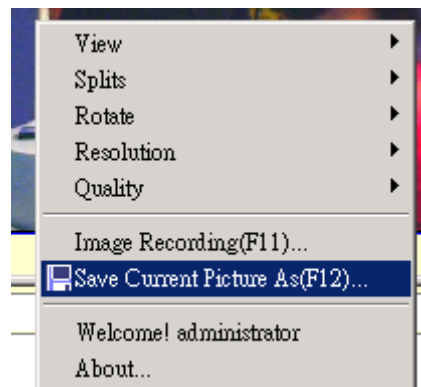 View
Splits
Rotate
Resolution
Quality
Image Recording(F11)...
Save Current Picture As(F12)...
Welcome! administrator
About...